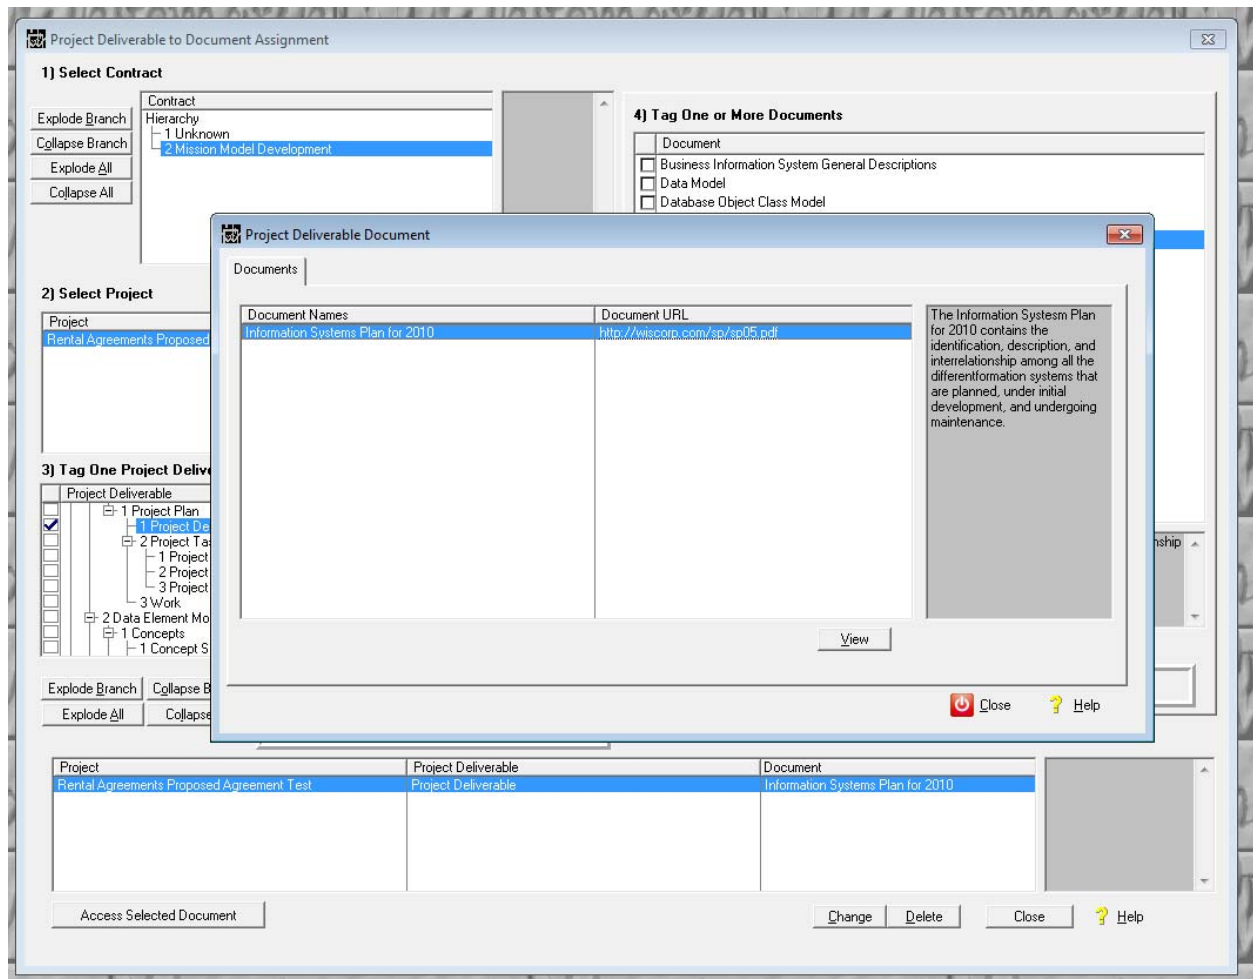 Project Deliverable to Document Assignment
1) Select Contract
Explode Branch
Collapse Branch
Explode All
Collapse All
Contract
Hierarchy
1 Unknown
2 Mission Model Development
4) Tag One or More Documents
Document
Business Information System General Descriptions
Data Model
Database Object Class Model
2) Select Project
Project
Rental Agreements Proposed
3) Tag One Project Delive
Project Deliverable
1 Project Plan
1 Project De
2 Project Ta
1 Project
2 Project
3 Project
3 Work
2 Data Element Mo
1 Concepts
1 Concept S
Explode Branch
Collapse B
Explode All
Collapse
nship
Project Deliverable Document
Documents
Document Names
Document URL
Information Systems Plan for 2010
http://wiscorp.com/sp/sp05.pdf
The Information Systesm Plan
for 2010 contains the
identification, description, and
interrelationship among all the
differentformation systems that
are planned, under initial
development, and undergoing
maintenance.
View
Close
Help
Project
Project Deliverable
Document
Rental Agreements Proposed Agreement Test
Project Deliverable
Information Systems Plan for 2010
Access Selected Document
Change
Delete
Close
Help